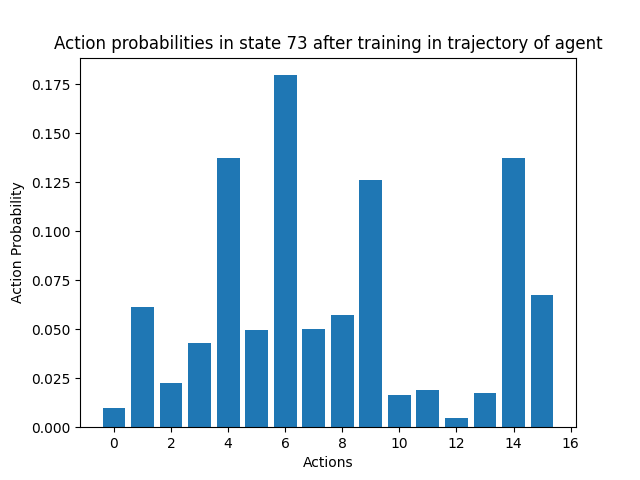 Action probabilities in state 73 after training in trajectory of agent
0.175
0.150
0.125
0.100
0.075
0.050
0.025
0.000
Action Probability
0 2 4 6 8 10 12 14 16
Actions